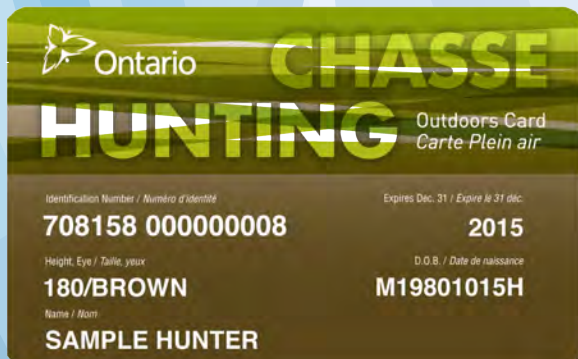 Ontario
CHASSE
HUNTING
Outdoors Card
Carte Plein air
Identification Number / Numéro d'identité
Expires Dec. 31 / Expire le 31 déc.
708158 000000008
2015
Height, Eye / Taille, yeux
D.O.B. / Date de naissance
180/BROWN
M19801015H
Name / Nom
SAMPLE HUNTER